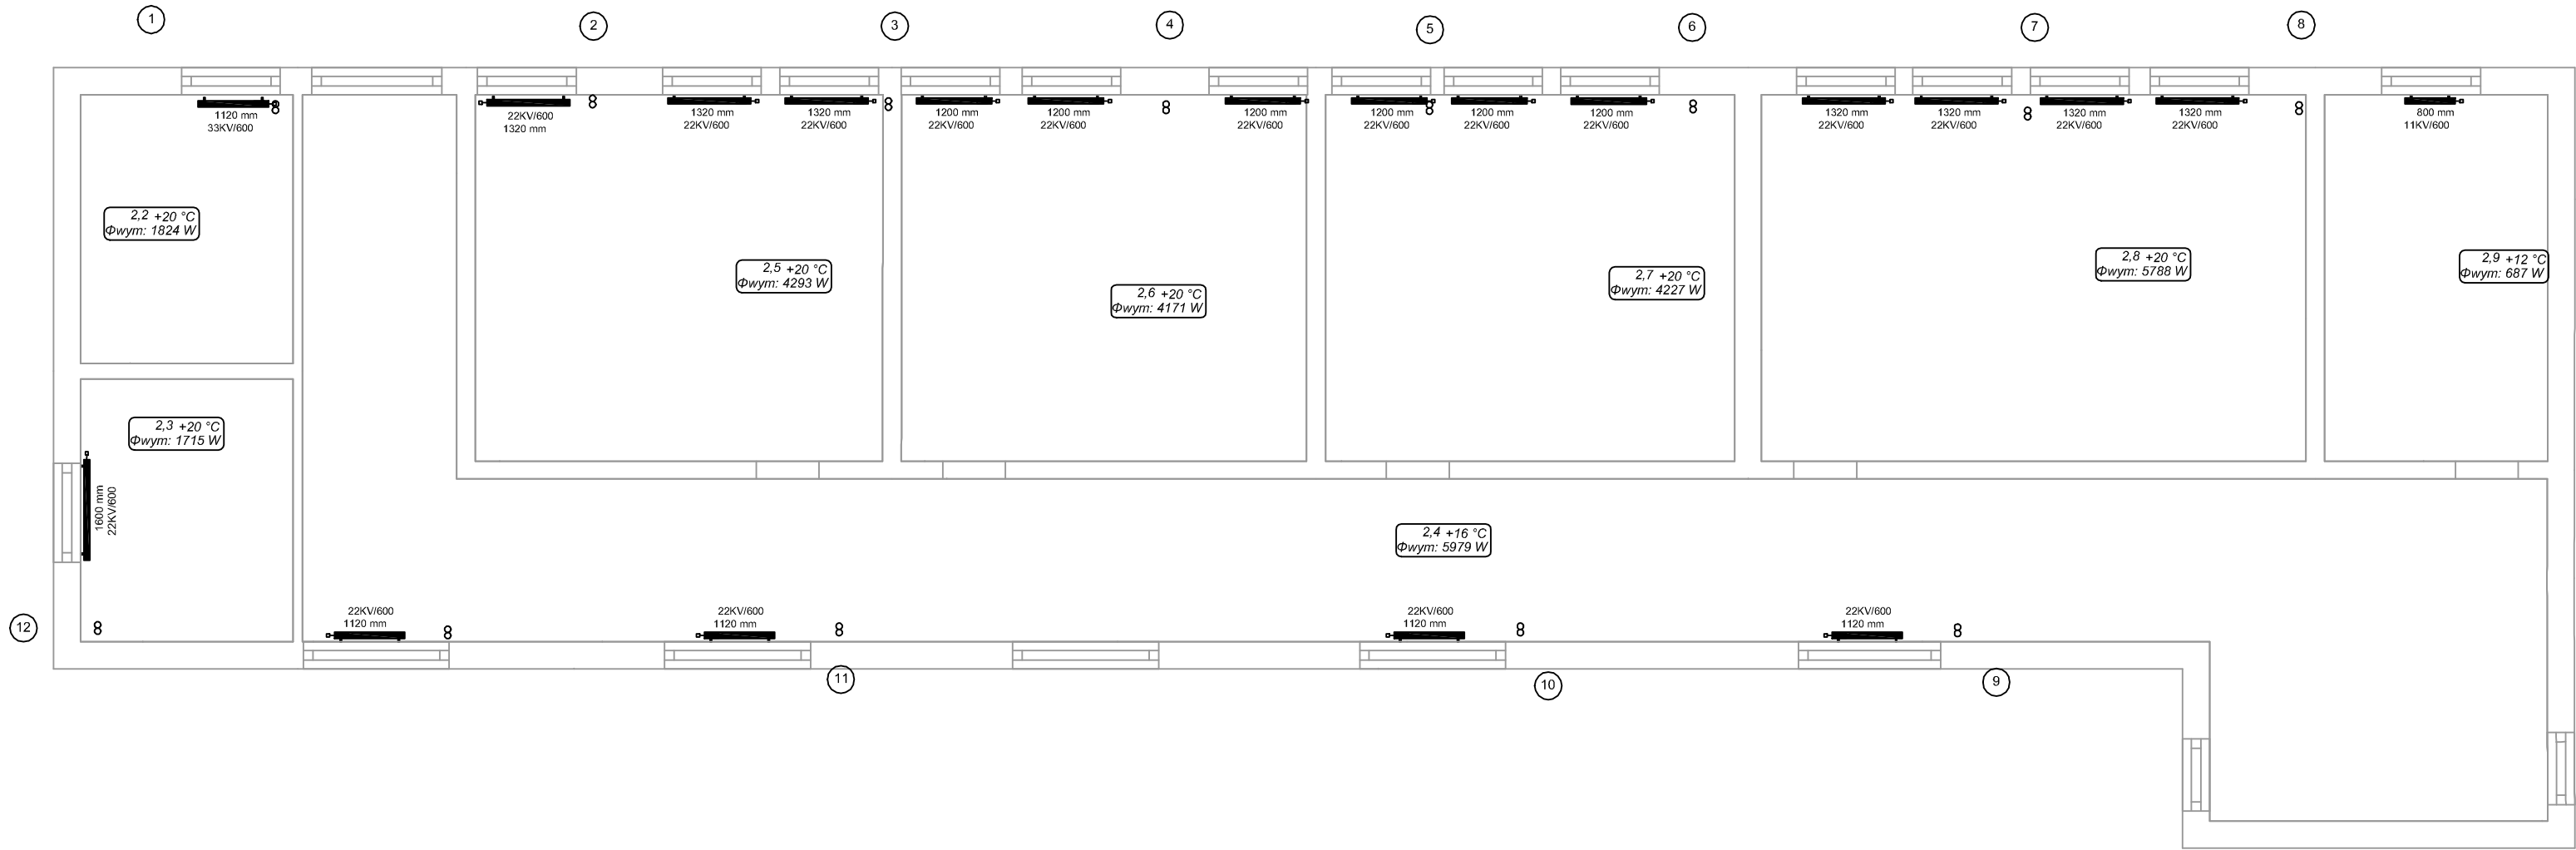 1
2
3
4
5
6
7
8
1120 mm
33KV/600
22KV/600
1320 mm
1320 mm
22KV/600
1320 mm
22KV/600
1200 mm
22KV/600
1200 mm
22KV/600
1200 mm
22KV/600
1200 mm
22KV/600
1200 mm
22KV/600
1200 mm
22KV/600
1320 mm
22KV/600
1320 mm
22KV/600
1320 mm
22KV/600
1320 mm
22KV/600
800 mm
11KV/600
2,2 +20 °C
Φwym: 1824 W
2,5 +20 °C
Φwym: 4293 W
2,6 +20 °C
Φwym: 4171 W
2,7 +20 °C
Φwym: 4227 W
2,8 +20 °C
Φwym: 5788 W
2,9 +12 °C
Φwym: 687 W
2,3 +20 °C
Φwym: 1715 W
1600 mm
22KV/600
2,4 +16 °C
Φwym: 5979 W
22KV/600
1120 mm
22KV/600
1120 mm
22KV/600
1120 mm
22KV/600
1120 mm
12
11
10
9